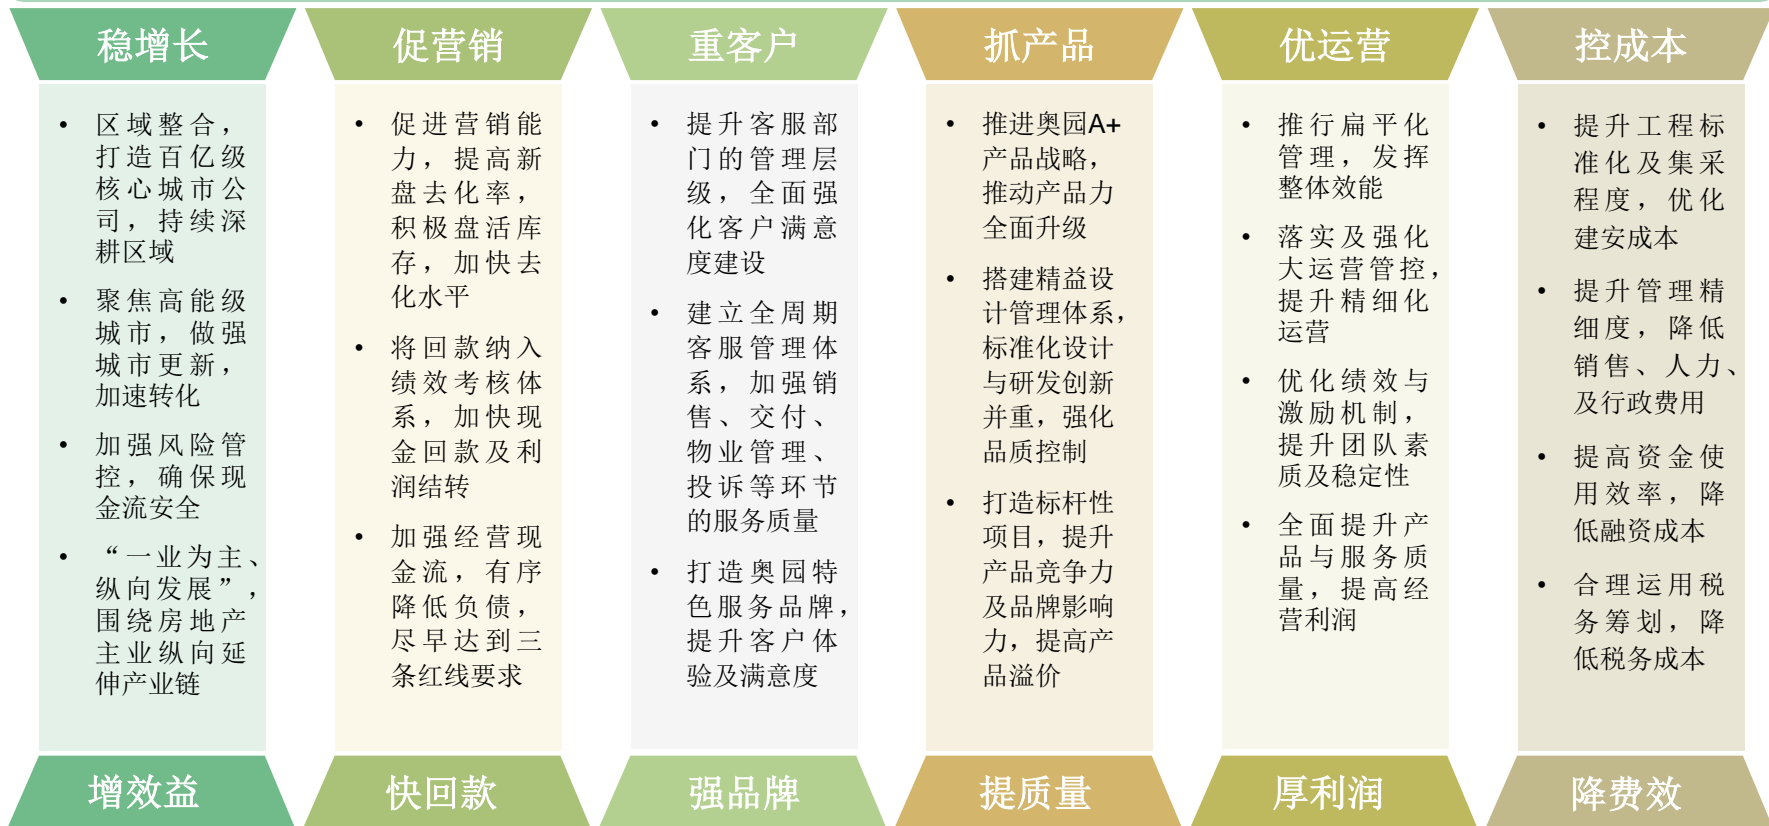 稳增长
• 区域整合，
打造百亿级
核心城市公
司，持续深
耕区域
• 聚焦高能级
城市，做强
城市更新，
加速转化
• 加强风险管
控，确保现
金流安全
• “一业为主、
纵向发展”，
围绕房地产
主业纵向延
伸产业链
增效益
促营销
• 促进营销能
力，提高新
盘去化率，
积极盘活库
存，加快去
化水平
• 将回款纳入
绩效考核体
系，加快现
金回款及利
润结转
• 加强经营现
金流，有序
降低负债，
尽早达到三
条红线要求
快回款
重客户
• 提升客服部
门的管理层
级，全面强
化客户满意
度建设
• 建立全周期
客服管理体
系，加强销
售、交付、
物业管理、
投诉等环节
的服务质量
• 打造奥园特
色服务品牌，
提升客户体
验及满意度
强品牌
抓产品
• 推进奥园A+
产品战略，
推动产品力
全面升级
• 搭建精益设
计管理体系，
标准化设计
与研发创新
并重，强化
品质控制
• 打造标杆性
项目，提升
产品竞争力
及品牌影响
力，提高产
品溢价
提质量
优运营
• 推行扁平化
管理，发挥
整体效能
• 落实及强化
大运营管控，
提升精细化
运营
• 优化绩效与
激励机制，
提升团队素
质及稳定性
• 全面提升产
品与服务质
量，提高经
营利润
厚利润
控成本
• 提升工程标
准化及集采
程度，优化
建安成本
• 提升管理精
细度，降低
销售、人力、
及行政费用
• 提高资金使
用效率，降
低融资成本
• 合理运用税
务筹划，降
低税务成本
降费效